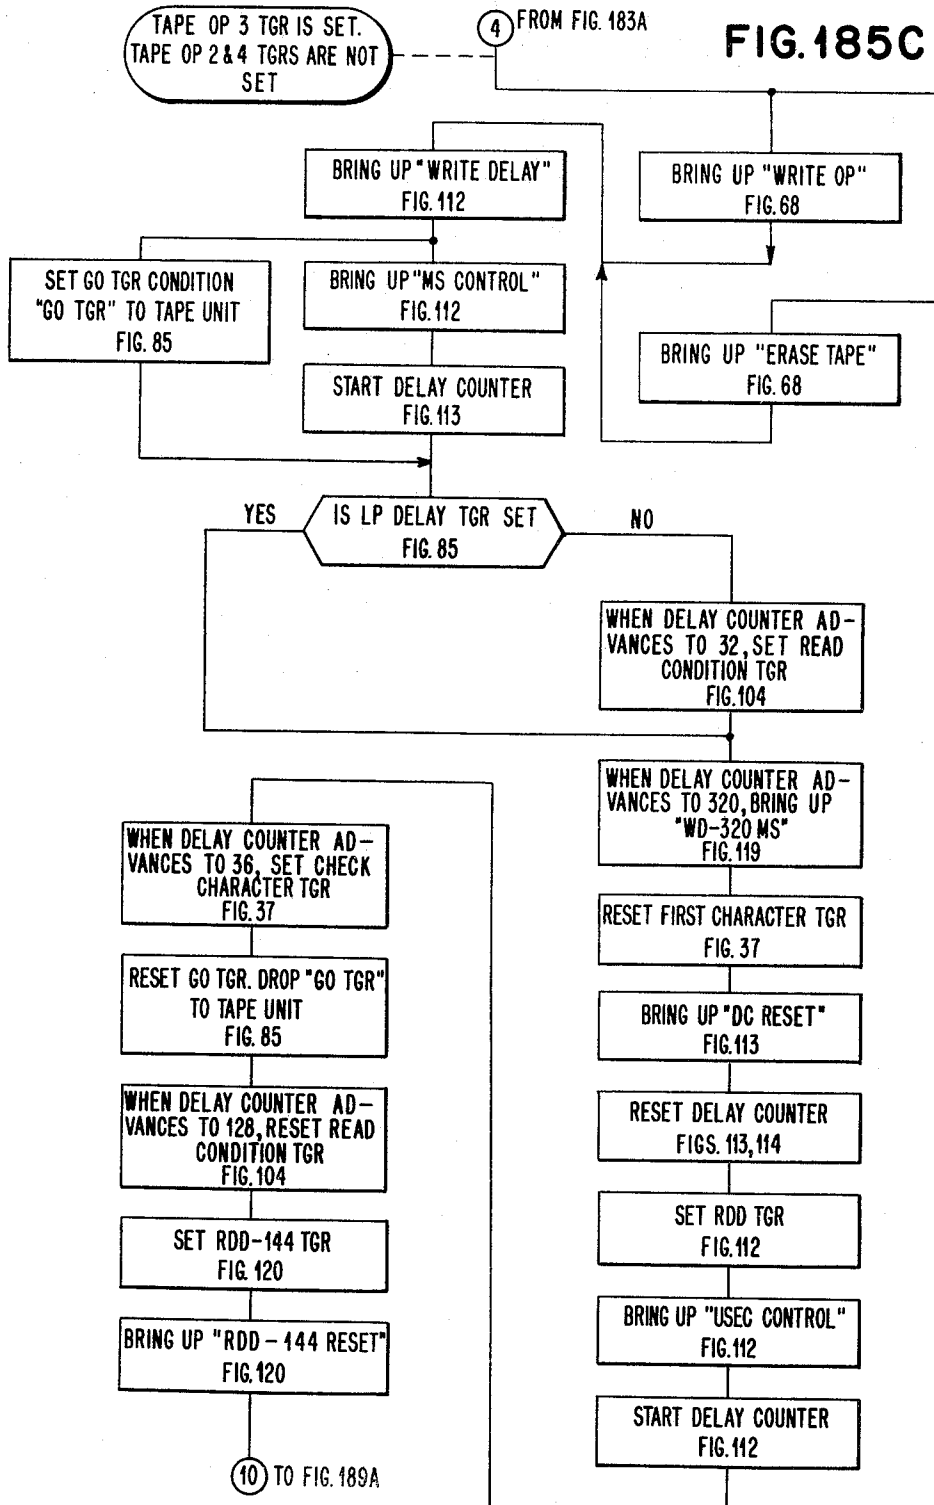 FIG. 185C
TAPE OP 3 TGR IS SET.
TAPE OP 2 & 4 TGRS ARE NOT
SET
4 FROM FIG. 183A
BRING UP "WRITE OP"
FIG. 68
BRING UP "ERASE TAPE"
FIG. 68
BRING UP "WRITE DELAY"
FIG. 112
SET GO TGR CONDITION
"GO TGR" TO TAPE UNIT
FIG. 85
BRING UP "MS CONTROL"
FIG. 112
START DELAY COUNTER
FIG. 113
IS LP DELAY TGR SET
FIG. 85
YES
NO
WHEN DELAY COUNTER AD-
VANCES TO 32, SET READ
CONDITION TGR
FIG. 104
WHEN DELAY COUNTER AD-
VANCES TO 320, BRING UP
"WD-320 MS"
FIG. 119
RESET FIRST CHARACTER TGR
FIG. 37
BRING UP "DC RESET"
FIG. 113
RESET DELAY COUNTER
FIGS. 113, 114
SET RDD TGR
FIG. 112
BRING UP "USEC CONTROL"
FIG. 112
START DELAY COUNTER
FIG. 112
WHEN DELAY COUNTER AD-
VANCES TO 36, SET CHECK
CHARACTER TGR
FIG. 37
RESET GO TGR. DROP "GO TGR"
TO TAPE UNIT
FIG. 85
WHEN DELAY COUNTER AD-
VANCES TO 128, RESET READ
CONDITION TGR
FIG. 104
SET RDD-144 TGR
FIG. 120
BRING UP "RDD - 144 RESET"
FIG. 120
10 TO FIG. 189A